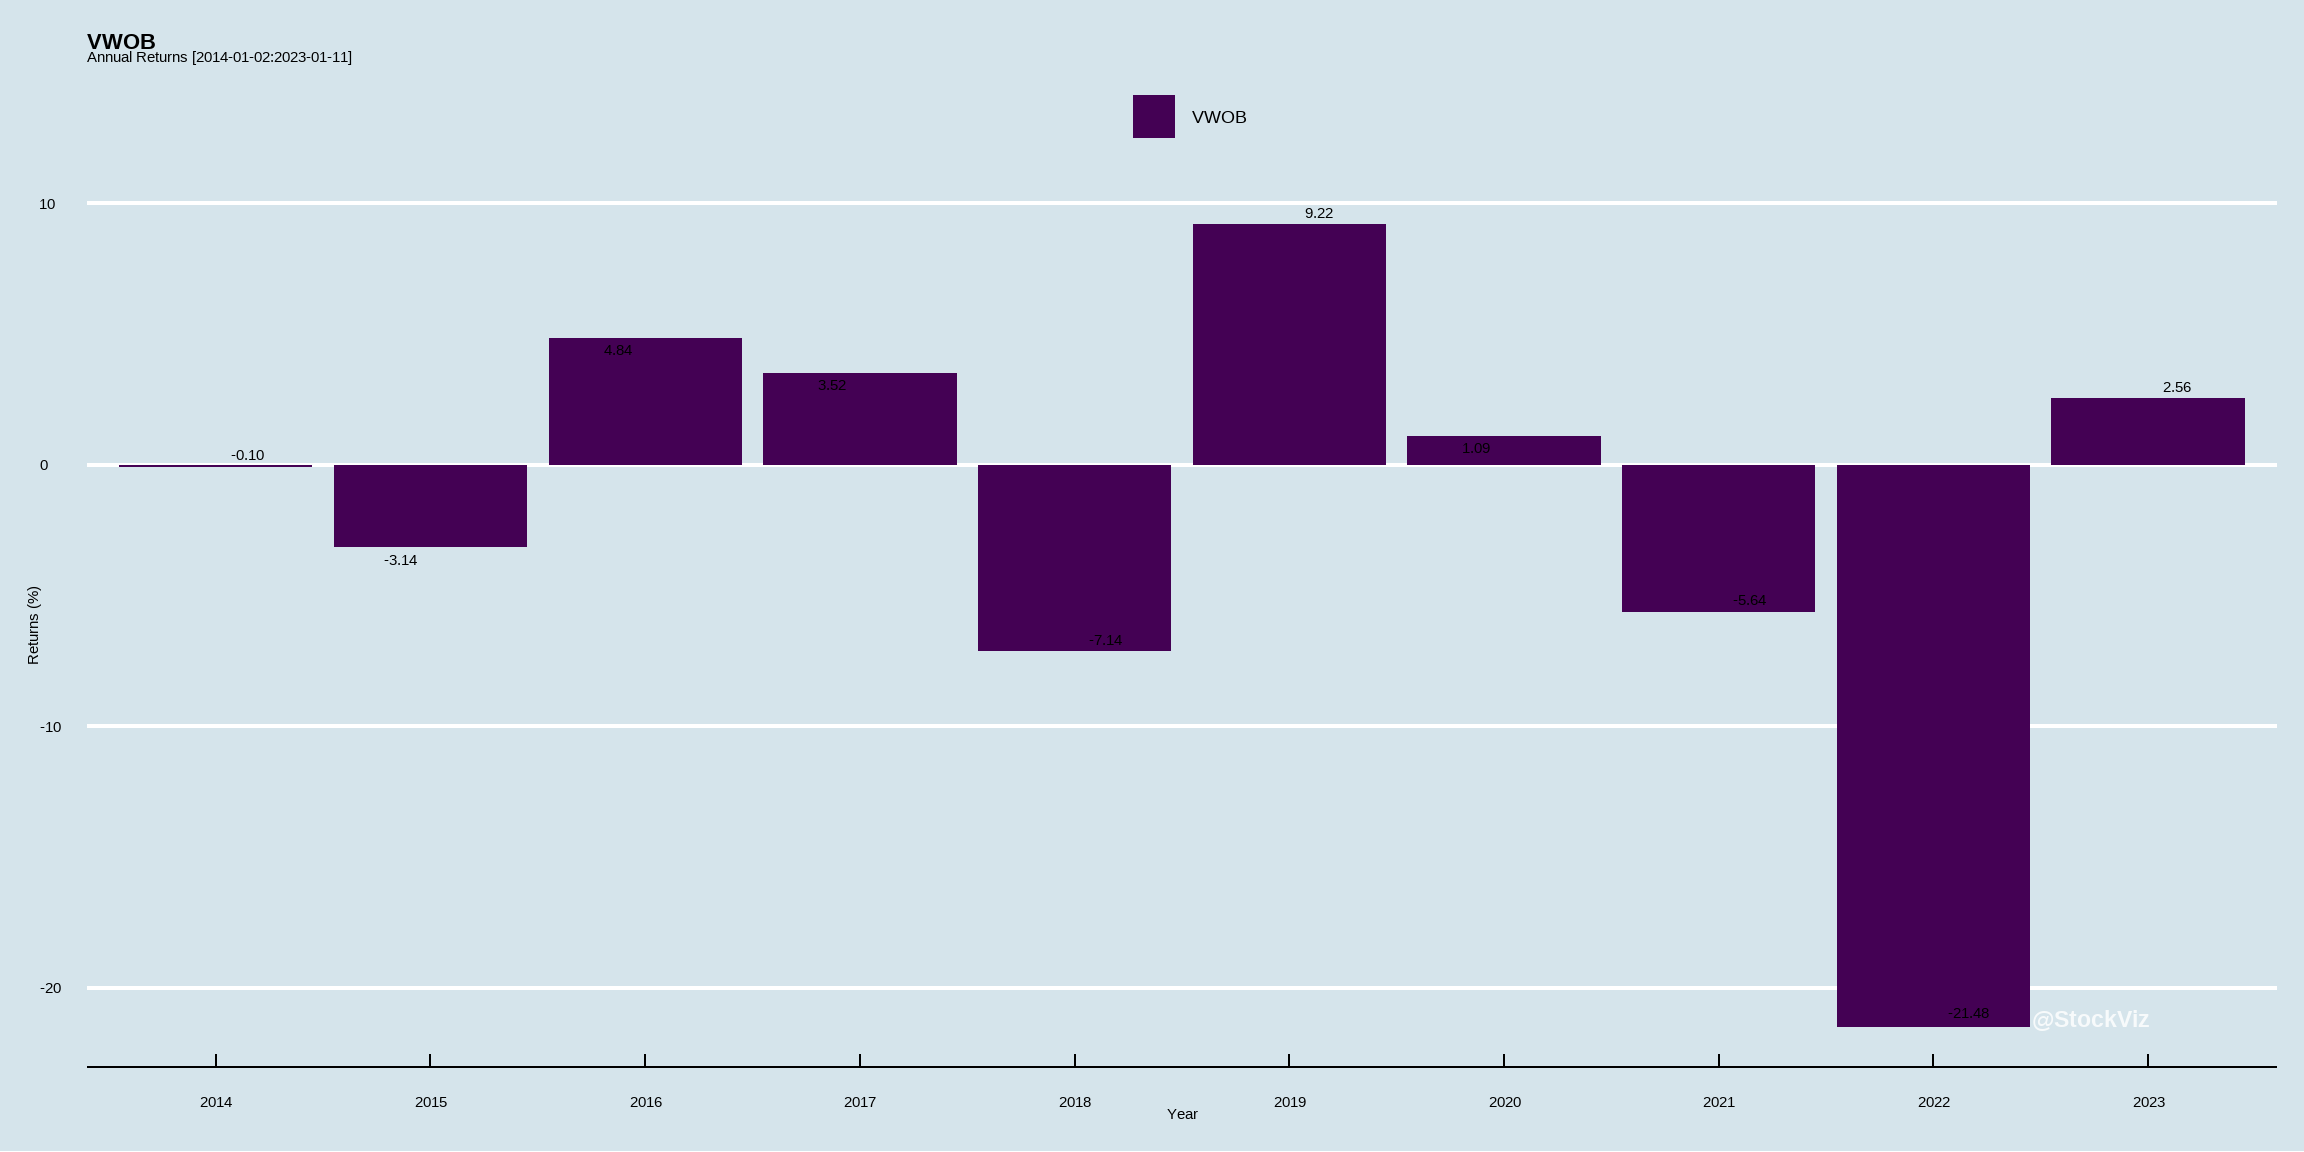 VWOB
Annual Returns [2014-01-02:2023-01-11]
VWOB
10
0
-10
-20
Returns (%)
-0.10
-3.14
4.84
3.52
-7.14
9.22
1.09
-5.64
-21.48
2.56
@StockViz
2014 2015 2016 2017 2018 2019 2020 2021 2022 2023
Year